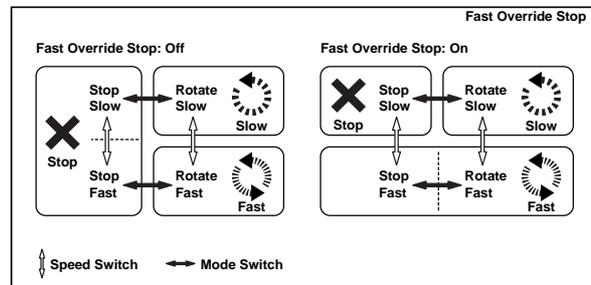 Fast Override Stop
Fast Override Stop: Off
Stop
Slow
Rotate
Slow
Slow
Stop
Stop
Fast
Rotate
Fast
Fast
Fast Override Stop: On
Stop
Stop
Slow
Rotate
Slow
Slow
Stop
Fast
Rotate
Fast
Fast
Speed Switch
Mode Switch